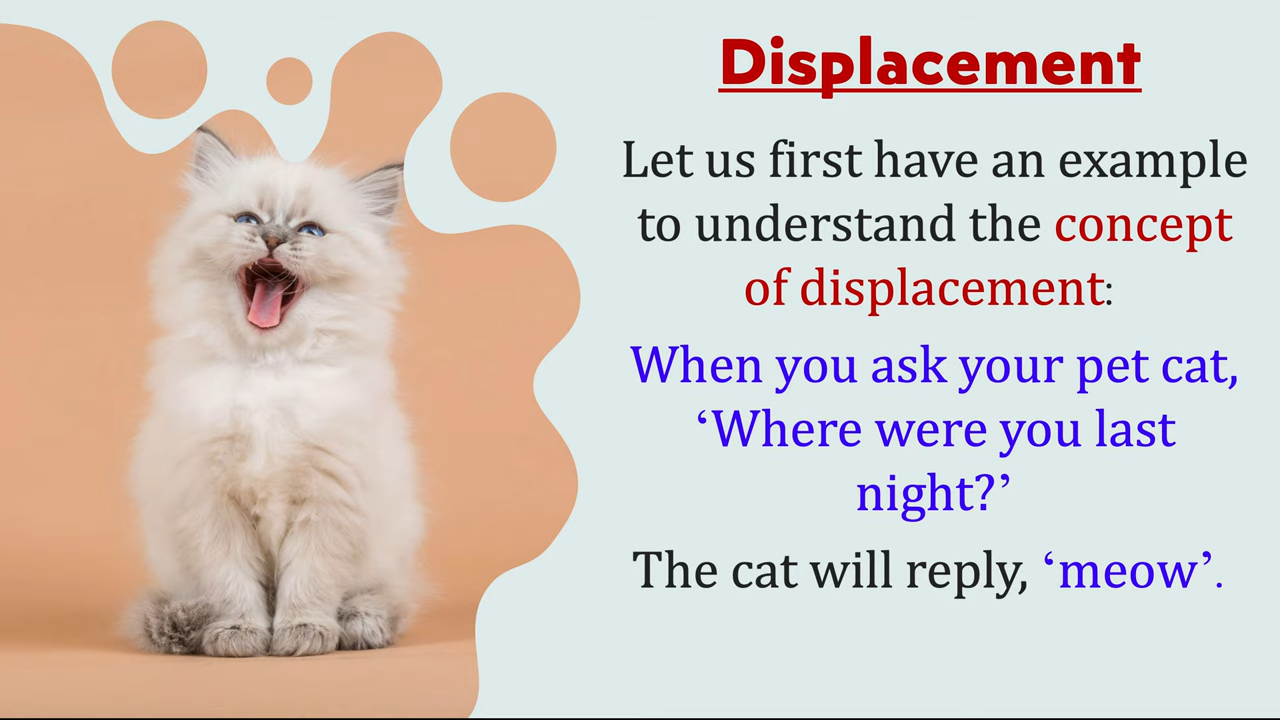 Displacement
Let us first have an example
to understand the concept
of displacement:
When you ask your pet cat,
‘Where were you last
night?’
The cat will reply, ‘meow’.